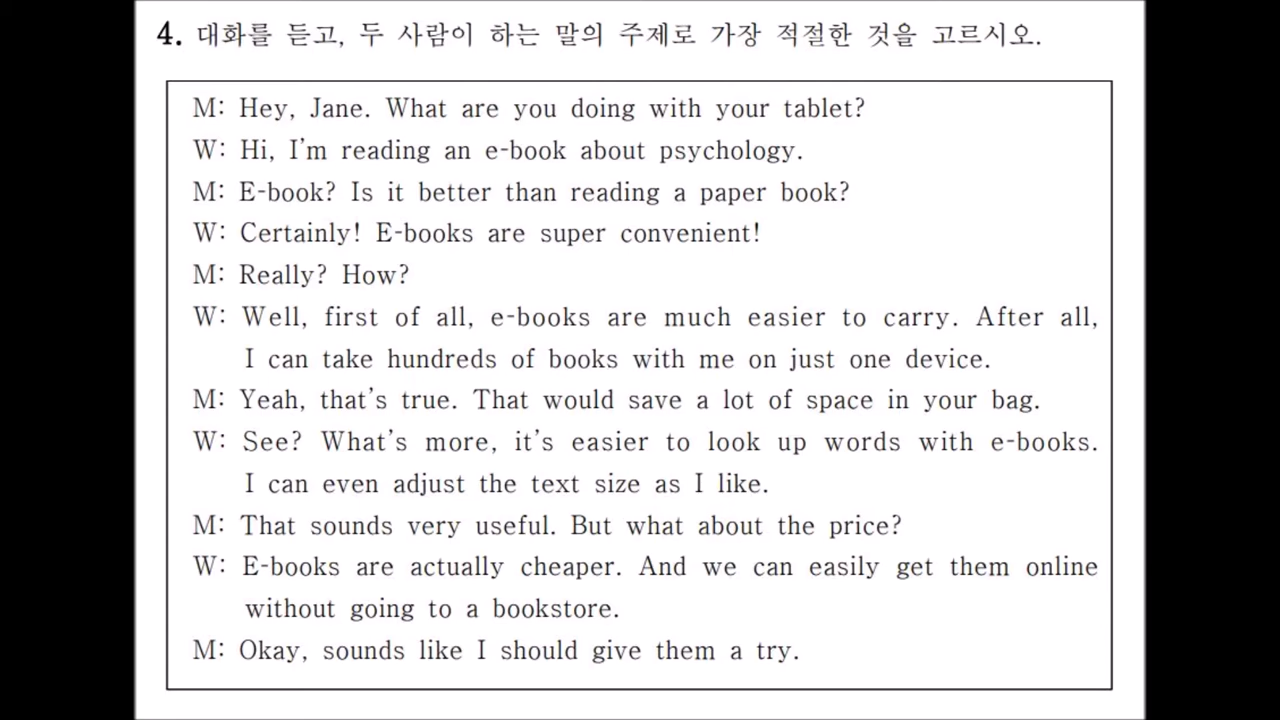 4. 대화를 듣고, 두 사람이 하는 말의 주제로 가장 적절한 것을 고르시오.
M: Hey, Jane. What are you doing with your tablet?
W: Hi, I'm reading an e-book about psychology.
M: E-book? Is it better than reading a paper book?
W: Certainly! E-books are super convenient!
M: Really? How?
W: Well, first of all, e-books are much easier to carry. After all,
I can take hundreds of books with me on just one device.
M: Yeah, that's true. That would save a lot of space in your bag.
W: See? What's more, it's easier to look up words with e-books.
I can even adjust the text size as I like.
M: That sounds very useful. But what about the price?
W: E-books are actually cheaper. And we can easily get them online
without going to a bookstore.
M: Okay, sounds like I should give them a try.